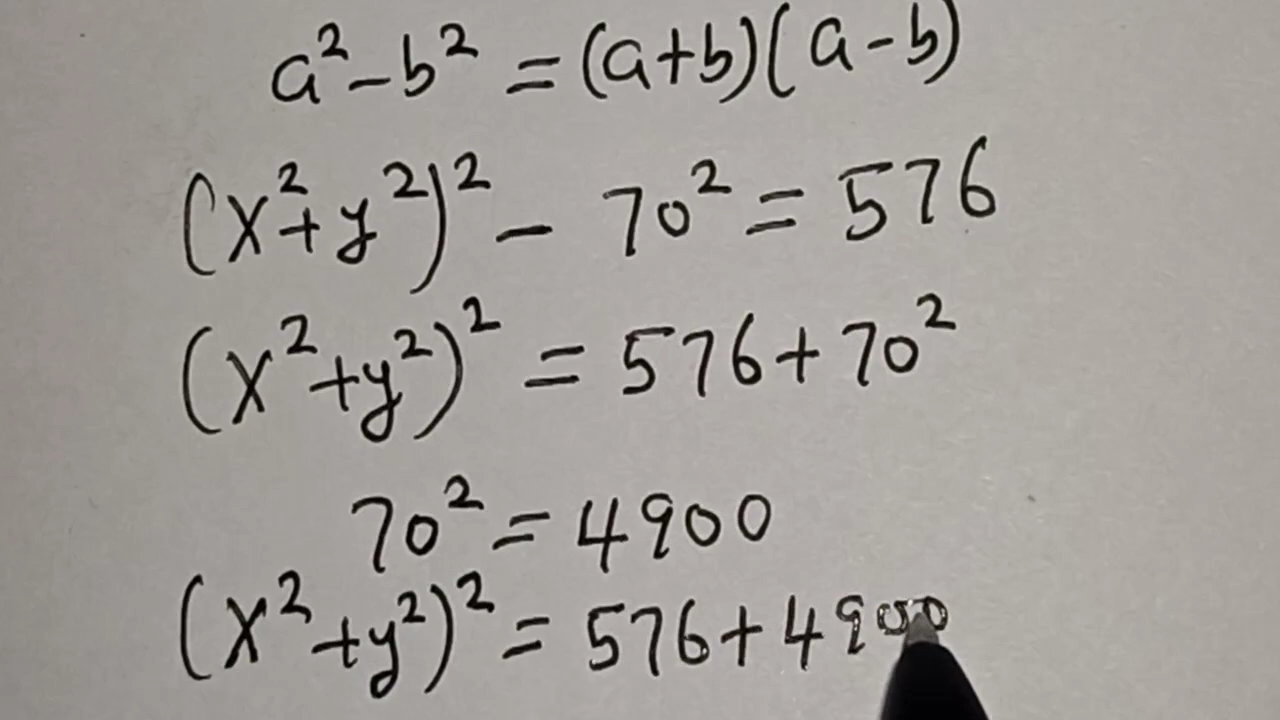 a² - b² = (a+b)(a-b)
(x²+y²)² - 70² = 576
(x²+y²)² = 576+70²
70² = 4900
(x²+y²)² = 576+4900